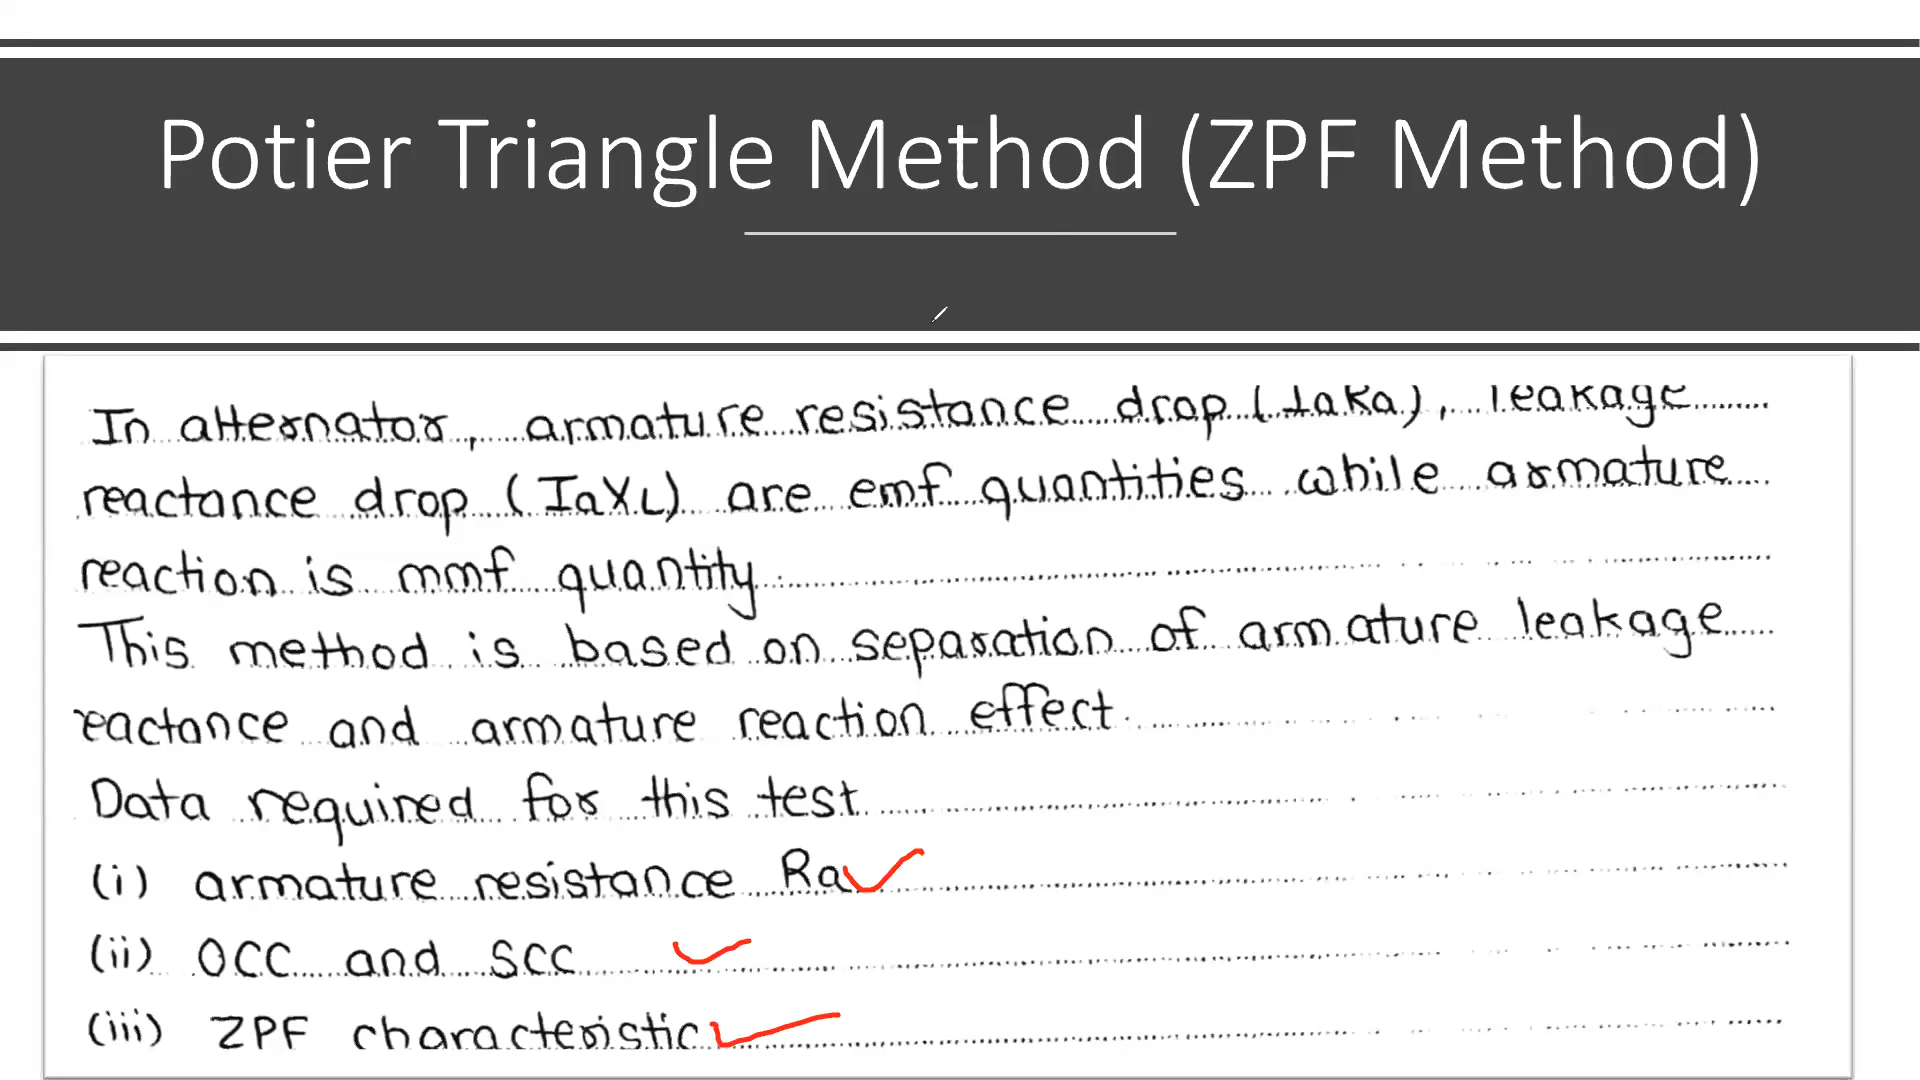 Potier Triangle Method (ZPF Method)
In alternator, armature resistance drop (IaRa), leakage
reactance drop (IaXL) are emf quantities while armature
reaction is mmf quantity.
This method is based on separation of armature leakage
reactance and armature reaction effect.
Data required for this test
(i) armature resistance Ra
(ii) OCC and SCC
(iii) ZPF characteristic